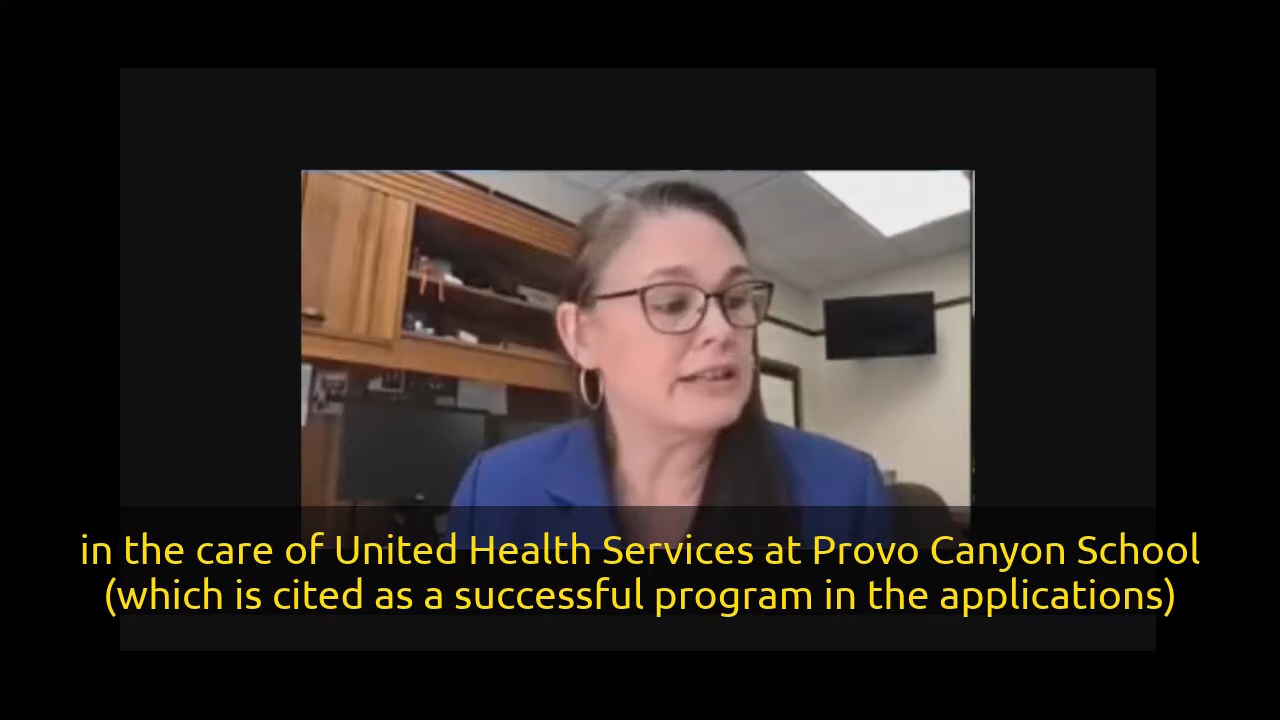 in the care of United Health Services at Provo Canyon School
(which is cited as a successful program in the applications)